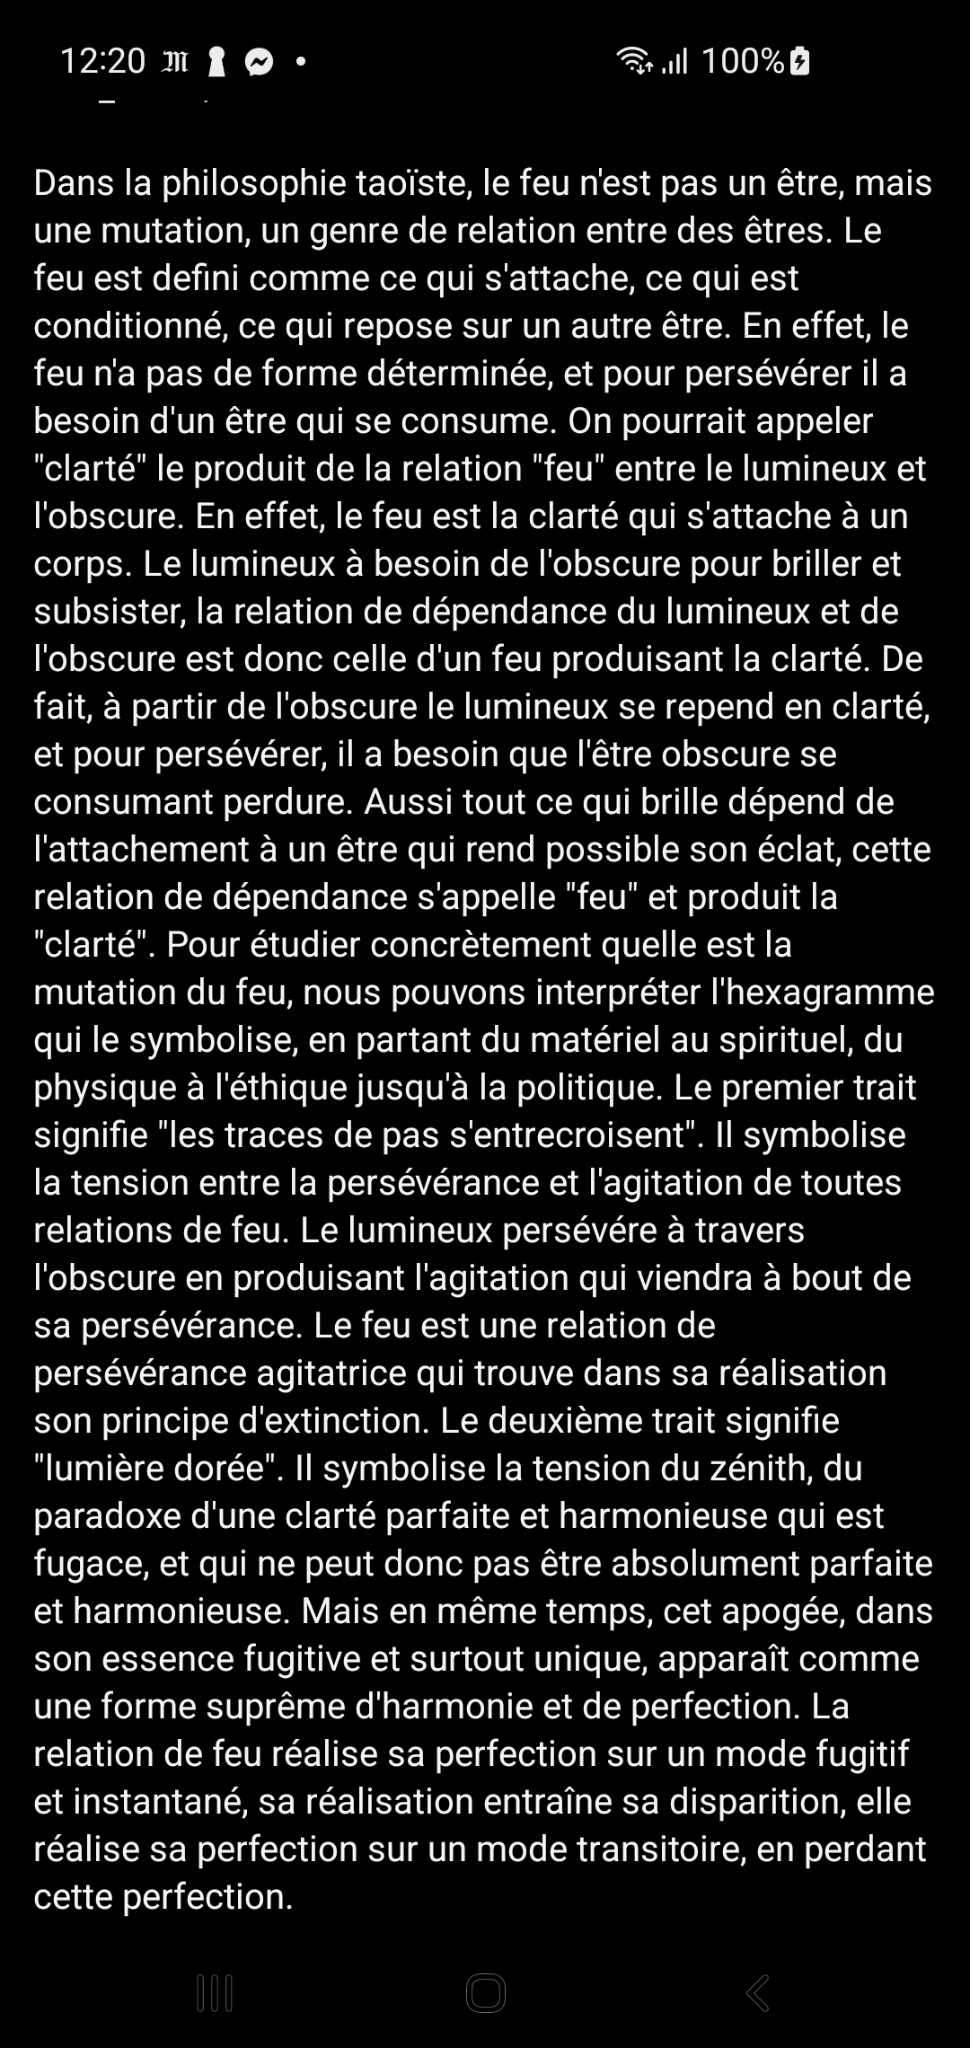 12:20
100%
Dans la philosophie taoïste, le feu n'est pas un être, mais
une mutation, un genre de relation entre des êtres. Le
feu est defini comme ce qui s'attache, ce qui est
conditionné, ce qui repose sur un autre être. En effet, le
feu n'a pas de forme déterminée, et pour persévérer il a
besoin d'un être qui se consume. On pourrait appeler
"clarté" le produit de la relation "feu" entre le lumineux et
l'obscure. En effet, le feu est la clarté qui s'attache à un
corps. Le lumineux à besoin de l'obscure pour briller et
subsister, la relation de dépendance du lumineux et de
l'obscure est donc celle d'un feu produisant la clarté. De
fait, à partir de l'obscure le lumineux se repend en clarté,
et pour persévérer, il a besoin que l'être obscure se
consumant perdure. Aussi tout ce qui brille dépend de
l'attachement à un être qui rend possible son éclat, cette
relation de dépendance s'appelle "feu" et produit la
"clarté". Pour étudier concrètement quelle est la
mutation du feu, nous pouvons interpréter l'hexagramme
qui le symbolise, en partant du matériel au spirituel, du
physique à l'éthique jusqu'à la politique. Le premier trait
signifie "les traces de pas s'entrecroisent". Il symbolise
la tension entre la persévérance et l'agitation de toutes
relations de feu. Le lumineux persévére à travers
l'obscure en produisant l'agitation qui viendra à bout de
sa persévérance. Le feu est une relation de
persévérance agitatrice qui trouve dans sa réalisation
son principe d'extinction. Le deuxième trait signifie
"lumière dorée". Il symbolise la tension du zénith, du
paradoxe d'une clarté parfaite et harmonieuse qui est
fugace, et qui ne peut donc pas être absolument parfaite
et harmonieuse. Mais en même temps, cet apogée, dans
son essence fugitive et surtout unique, apparaît comme
une forme suprême d'harmonie et de perfection. La
relation de feu réalise sa perfection sur un mode fugitif
et instantané, sa réalisation entraîne sa disparition, elle
réalise sa perfection sur un mode transitoire, en perdant
cette perfection.